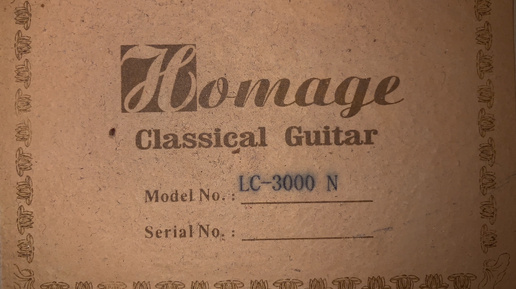 Homage
Classical Guitar
Model No. : LC-3000 N
Serial No. :